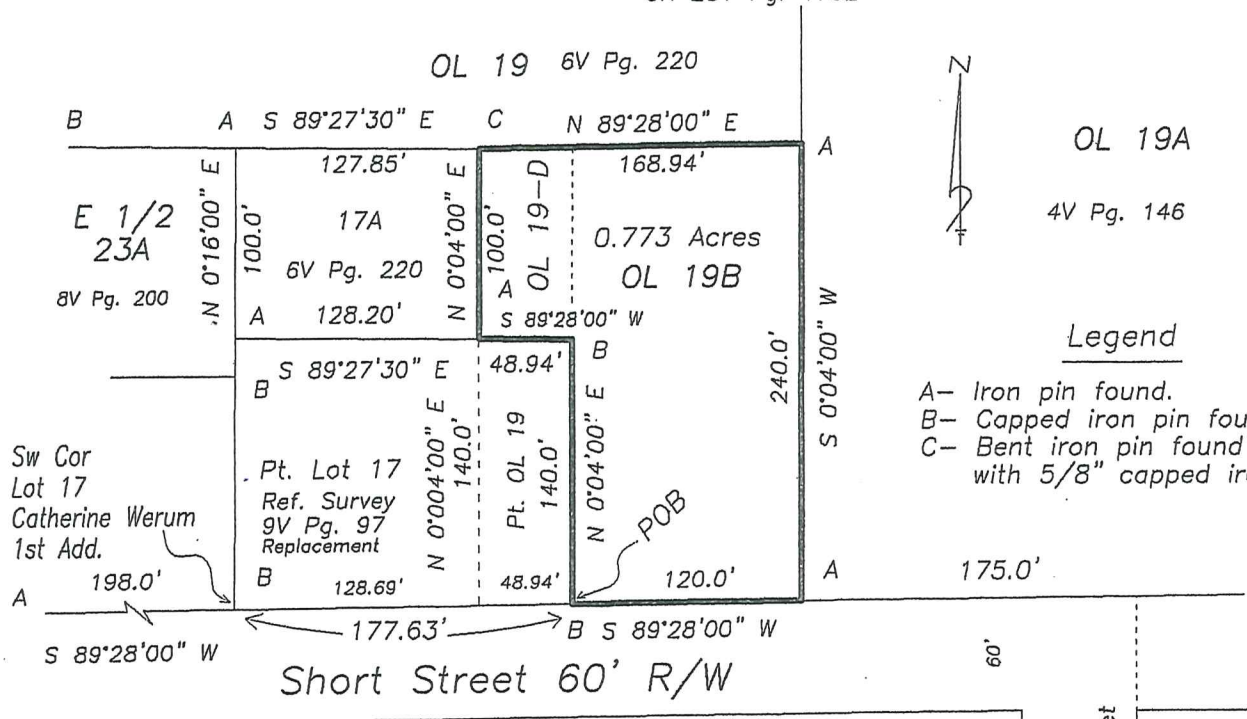 OL 19 6V Pg. 220
B A S 89°27'30" E C N 89°28'00" E A
127.85'
168.94'
N
OL 19A
4V Pg. 146
E 1/2
23A
8V Pg. 200
N 0°16'00" E
100.0'
17A
6V Pg. 220
A 128.20'
N 0°04'00" E
100.0'
A
OL 19-D
0.773 Acres
OL 19B
S 89°28'00" W
240.0'
S 0°04'00" W
Legend
A- Iron pin found.
B- Capped iron pin
C- Bent iron pin found
with 5/8" capped
S 89°27'30" E
B
48.94'
B
Sw Cor
Lot 17
Catherine Werum
1st Add.
Pt. Lot 17
Ref. Survey
9V Pg. 97
Replacement
N 0°004'00" E
140.0'
Pt. OL 19
140.0'
N 0°04'00" E
POB
A 198.0' B 128.69' 48.94' 120.0' A 175.0'
177.63'
S 89°28'00" W
B S 89°28'00" W
Short Street 60' R/W
60'